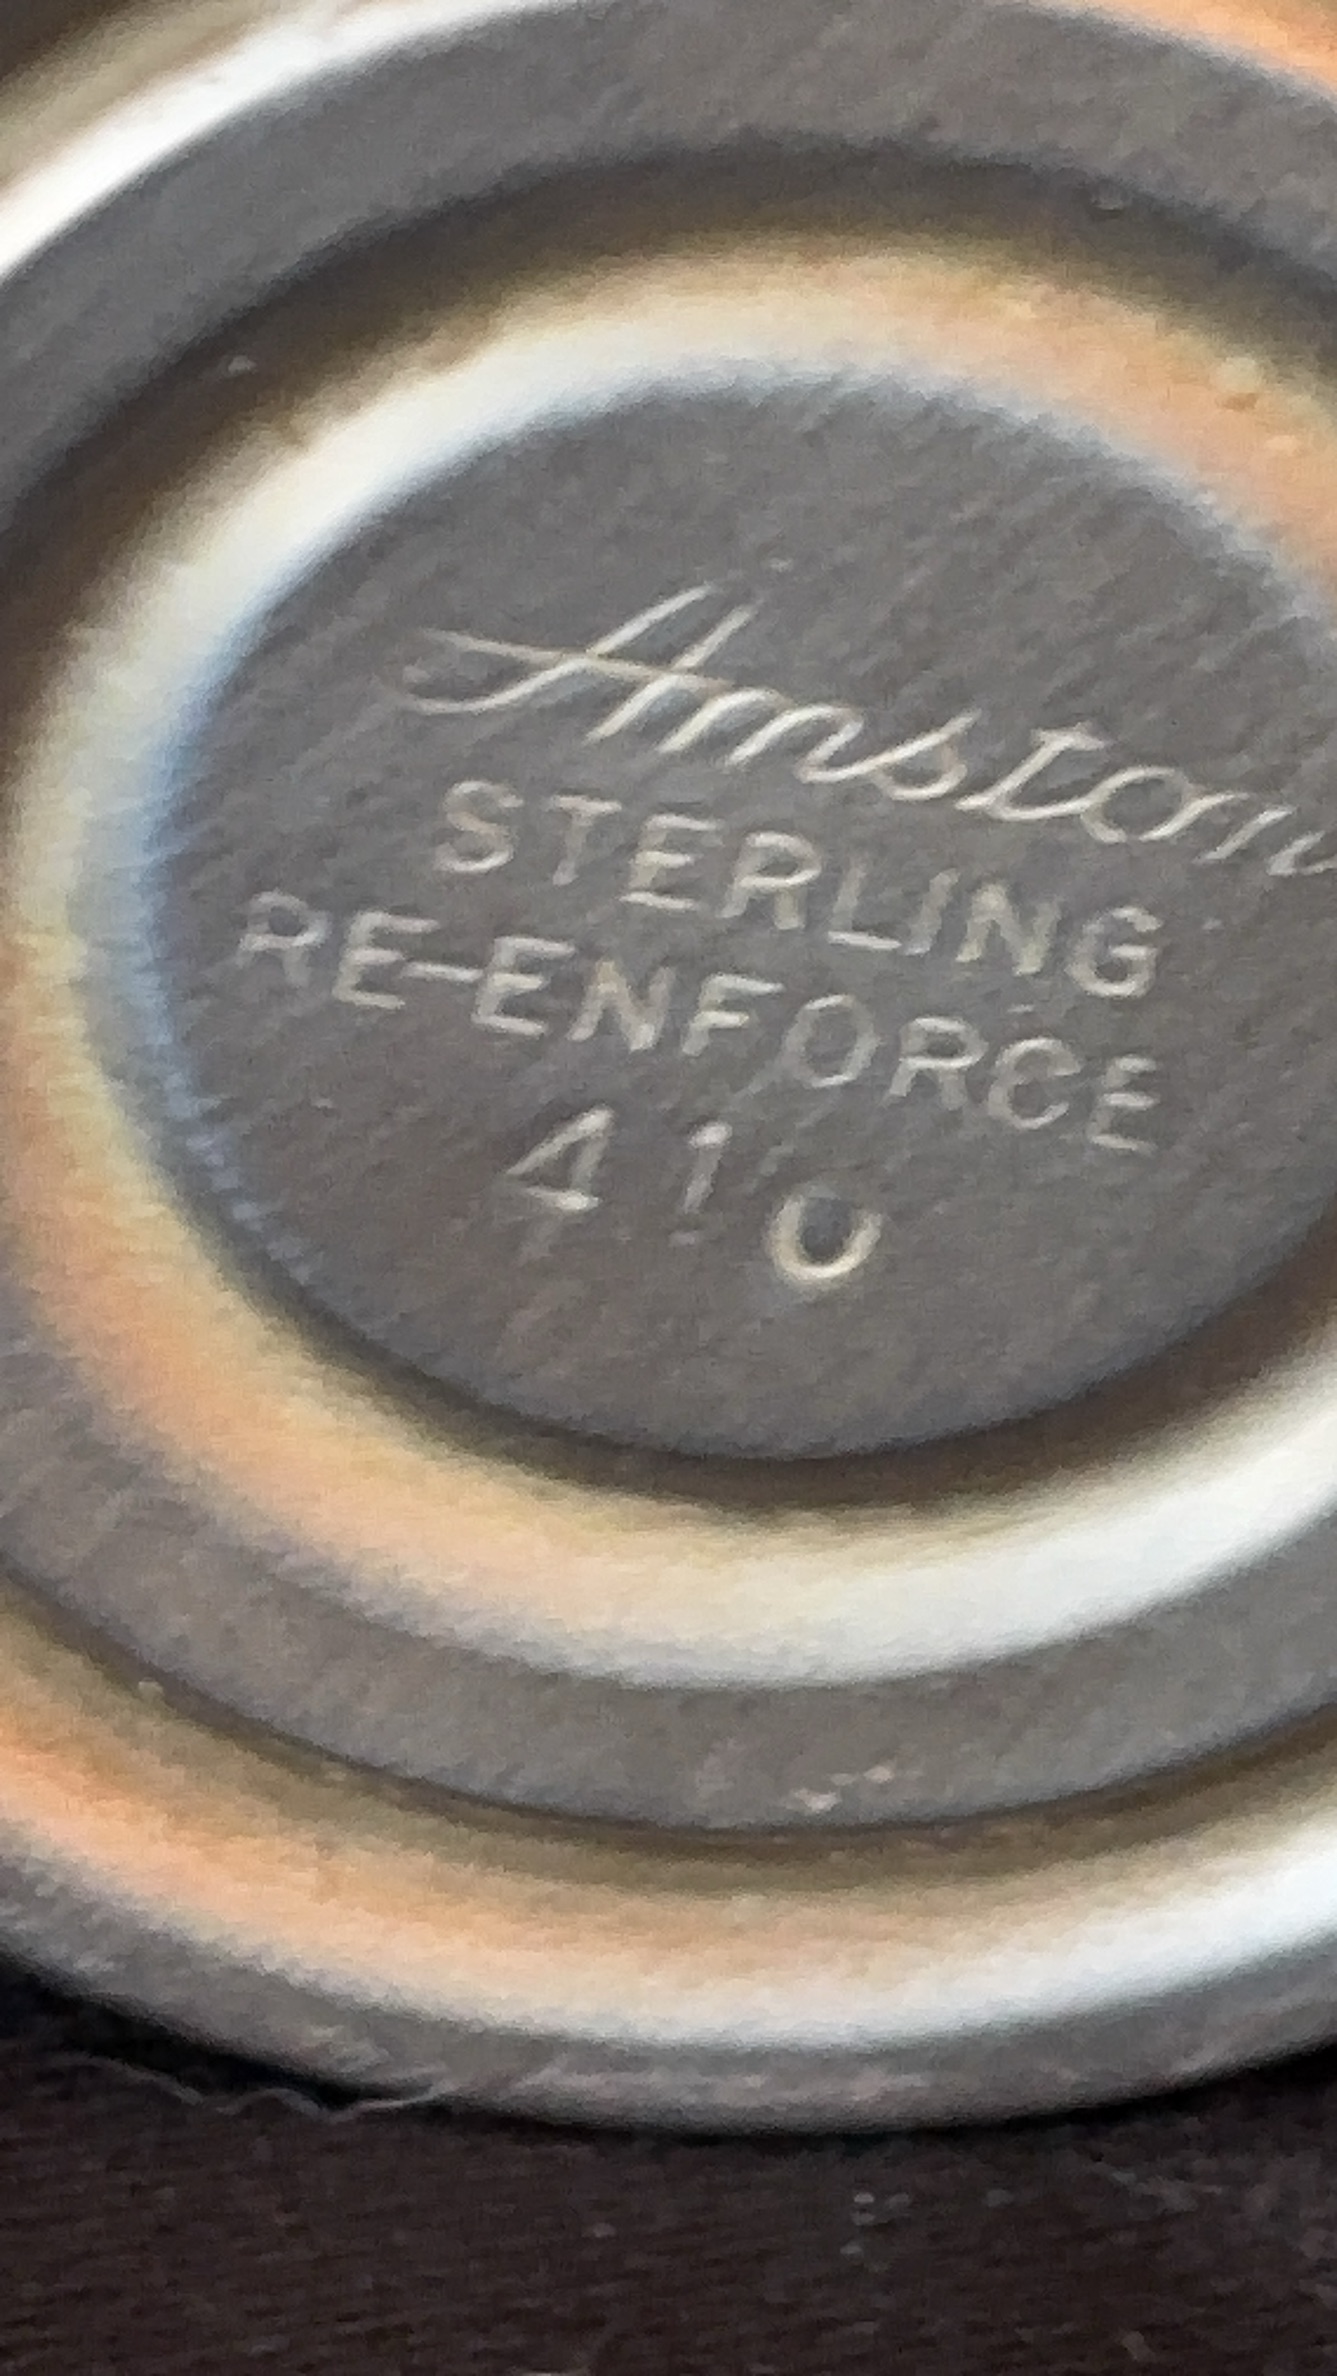 Amston
STERLING
RE-ENFORCE
410